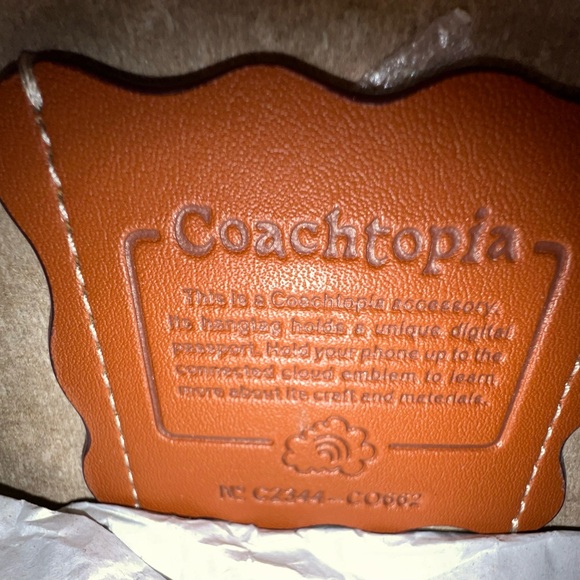 Coachtopia
This is a Coachtopia accessory.
Its hangtag holds a unique digital
passport. Hold your phone up to the
connected cloud emblem to learn
more about its craft and materials.
Nº C2344-CO662